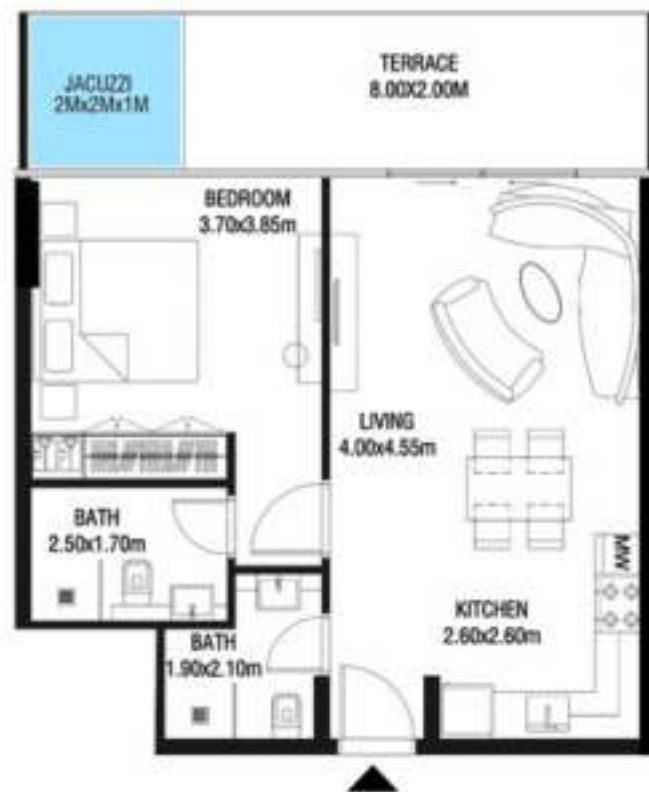 JACUZZI
2Mx2Mx1M
TERRACE
8.00X2.00M
BEDROOM
3.70x3.85m
LIVING
4.00x4.55m
BATH
2.50x1.70m
MW
KITCHEN
2.60x2.60m
BATH
1.90x2.10m